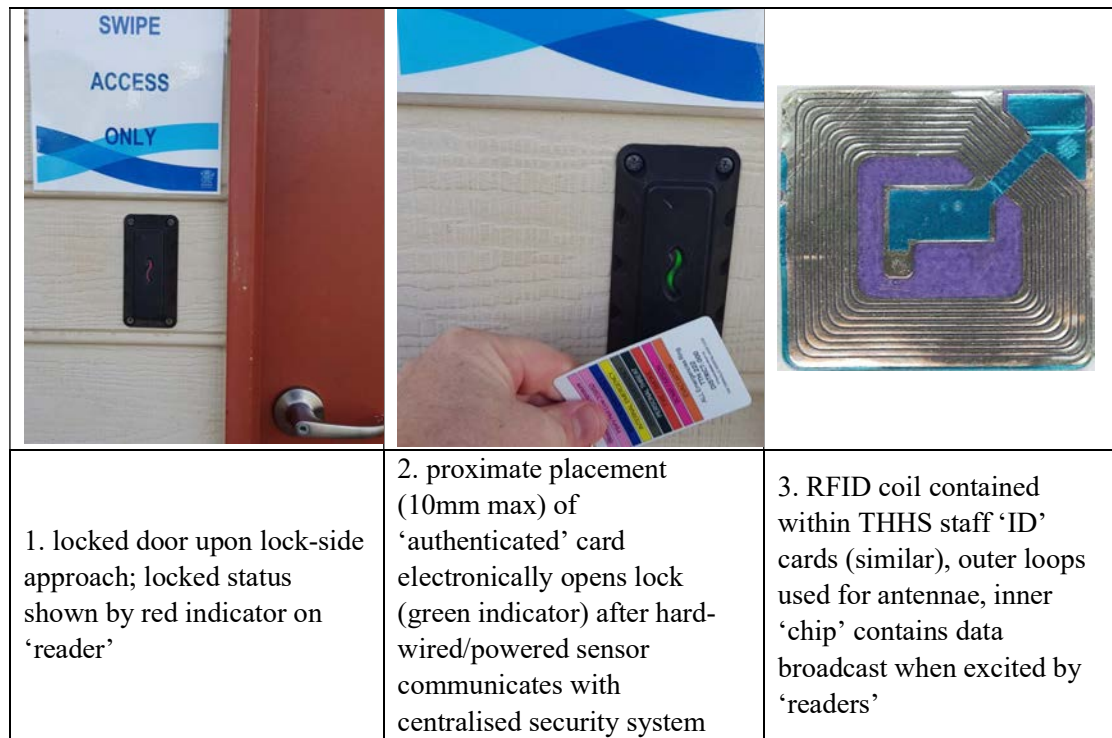 SWIPE
ACCESS
ONLY
1. locked door upon lock-side
approach; locked status
shown by red indicator on
‘reader’
2. proximate placement
(10mm max) of
‘authenticated’ card
electronically opens lock
(green indicator) after hard-
wired/powered sensor
communicates with
centralised security system
3. RFID coil contained
within THHS staff ‘ID’
cards (similar), outer loops
used for antennae, inner
‘chip’ contains data
broadcast when excited by
‘readers’